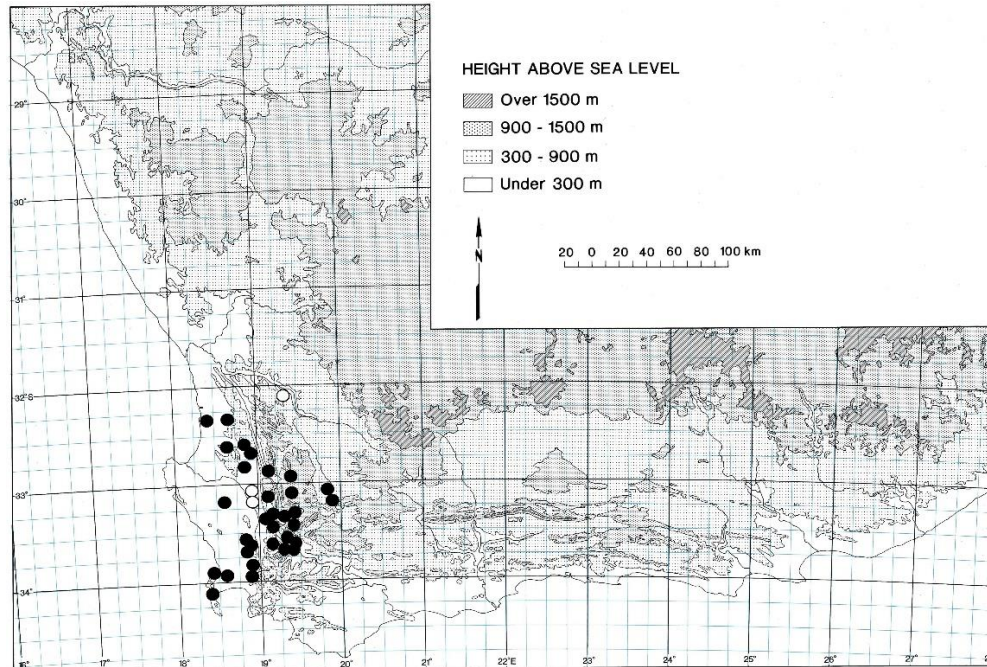 HEIGHT ABOVE SEA LEVEL
Over 1500 m
900 - 1500 m
300 - 900 m
Under 300 m
N
20 0 20 40 60 80 100 km
29°
30°
31°
32°S
33°
34°
16° 17° 18° 19° 20° 21° 22°E 23° 24° 25° 26° 27°